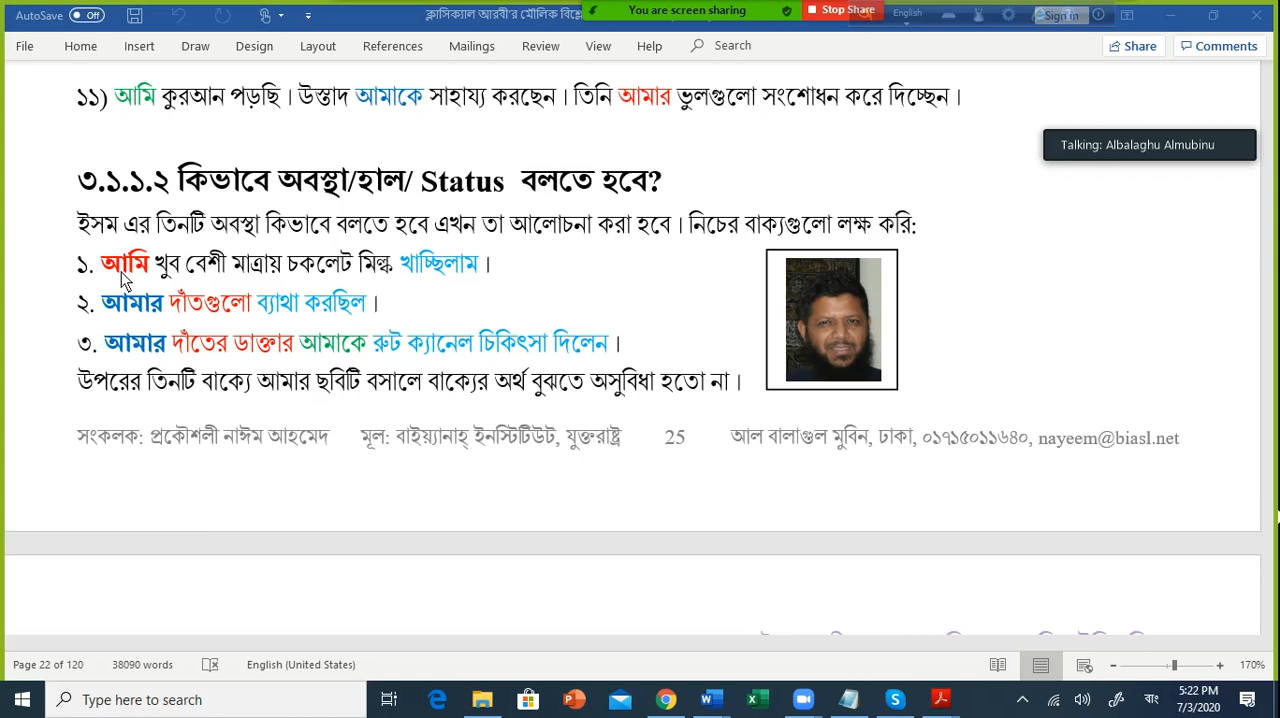 AutoSave Off ক্লাসিক্যাল আরবী'র মৌলিক বিশ্লে You are screen sharing Stop Share English Sign in
File Home Insert Draw Design Layout References Mailings Review View Help Search Share Comments
১১) আমি কুরআন পড়ছি। উস্তাদ আমাকে সাহায্য করছেন। তিনি আমার ভুলগুলো সংশোধন করে দিচ্ছেন।
Talking: Albalaghu Almubinu
৩.১.১.২ কিভাবে অবস্থা/হাল/ Status বলতে হবে?
ইসম এর তিনটি অবস্থা কিভাবে বলতে হবে এখন তা আলোচনা করা হবে। নিচের বাক্যগুলো লক্ষ করি:
১. আমি খুব বেশী মাত্রায় চকলেট মিল্ক খাচ্ছিলাম।
২. আমার দাঁতগুলো ব্যাথা করছিল।
৩. আমার দাঁতের ডাক্তার আমাকে রুট ক্যানেল চিকিৎসা দিলেন।
উপরের তিনটি বাক্যে আমার ছবিটি বসালে বাক্যের অর্থ বুঝতে অসুবিধা হতো না।
সংকলক: প্রকৌশলী নাঈম আহমেদ মূল: বাইয়্যানাহ্ ইনস্টিটিউট, যুক্তরাষ্ট্র 25 আল বালাগুল মুবিন, ঢাকা, ০১৭১৫০১১৬৪০, nayeem@biasl.net
Page 22 of 120 38090 words English (United States) 170%
Type here to search বাং 5:22 PM
7/3/2020